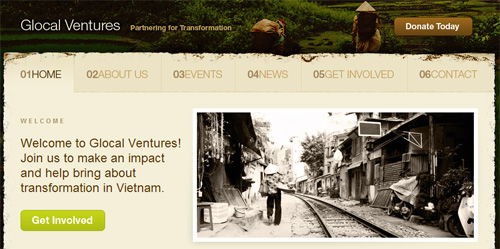 Glocal Ventures Partnering for Transformation Donate Today
01HOME 02ABOUT US 03EVENTS 04NEWS 05GET INVOLVED 06CONTACT
WELCOME
Welcome to Glocal Ventures!
Join us to make an impact
and help bring about
transformation in Vietnam.
Get Involved